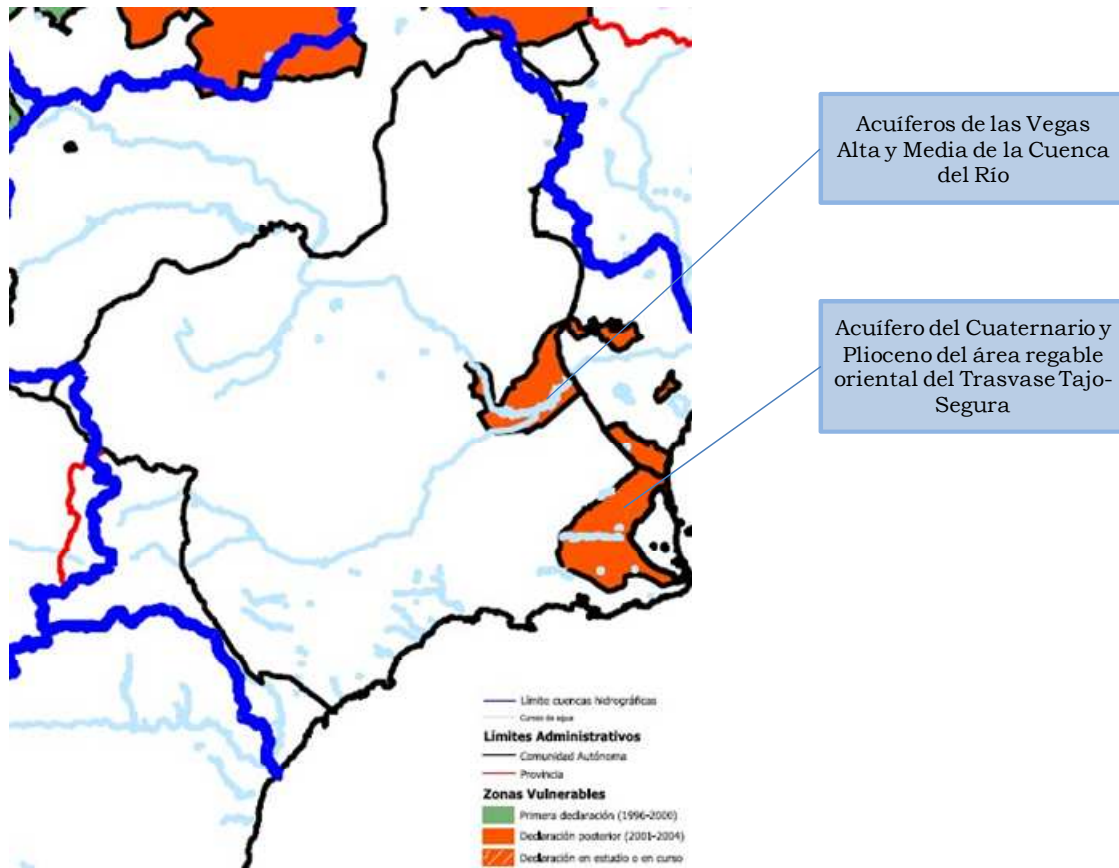 Acuíferos de las Vegas
Alta y Media de la Cuenca
del Río
Acuífero del Cuaternario y
Plioceno del área regable
oriental del Trasvase Tajo-
Segura
Límite cuencas hidrográficas
Cursos de agua
Límites Administrativos
Comunidad Autónoma
Provincia
Zonas Vulnerables
Primera declaración (1996-2000)
Declaración posterior (2001-2004)
Declaración en estudio o en curso